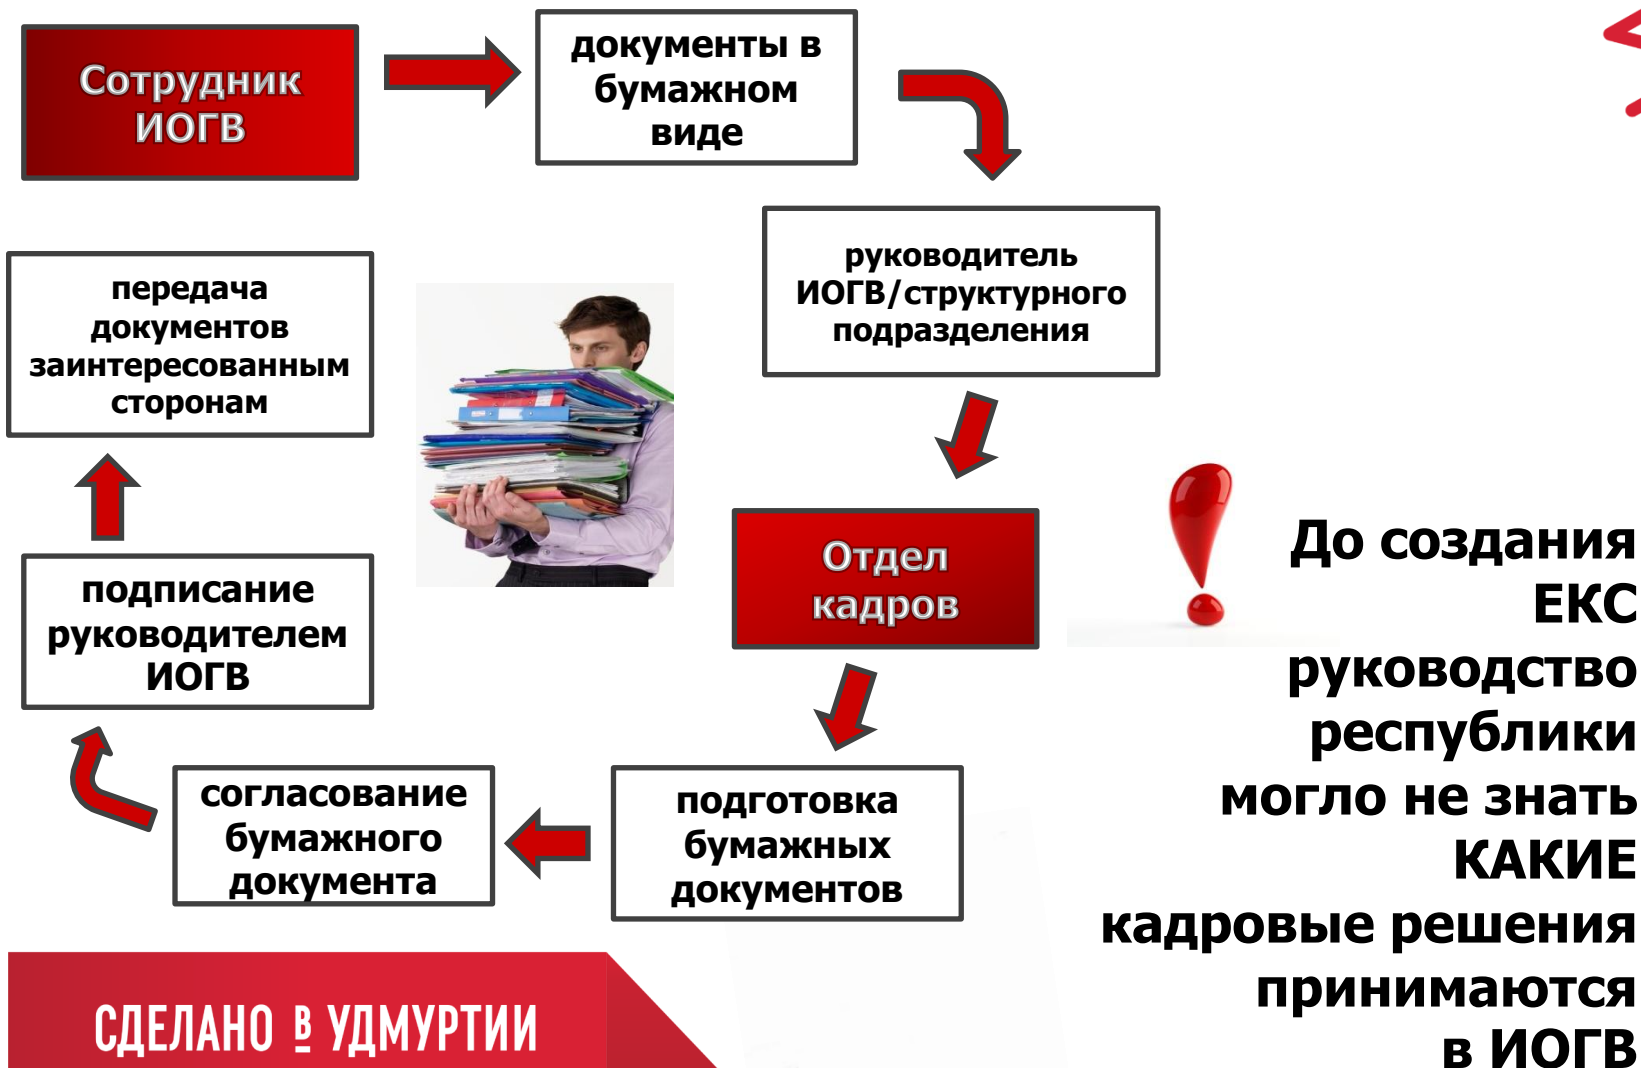 Сотрудник
ИОГВ
документы в
бумажном
виде
руководитель
ИОГВ/структурного
подразделения
Отдел
кадров
подготовка
бумажных
документов
согласование
бумажного
документа
подписание
руководителем
ИОГВ
передача
документов
заинтересованным
сторонам
До создания
ЕКС
руководство
республики
могло не знать
КАКИЕ
кадровые решения
принимаются
в ИОГВ
СДЕЛАНО В УДМУРТИИ